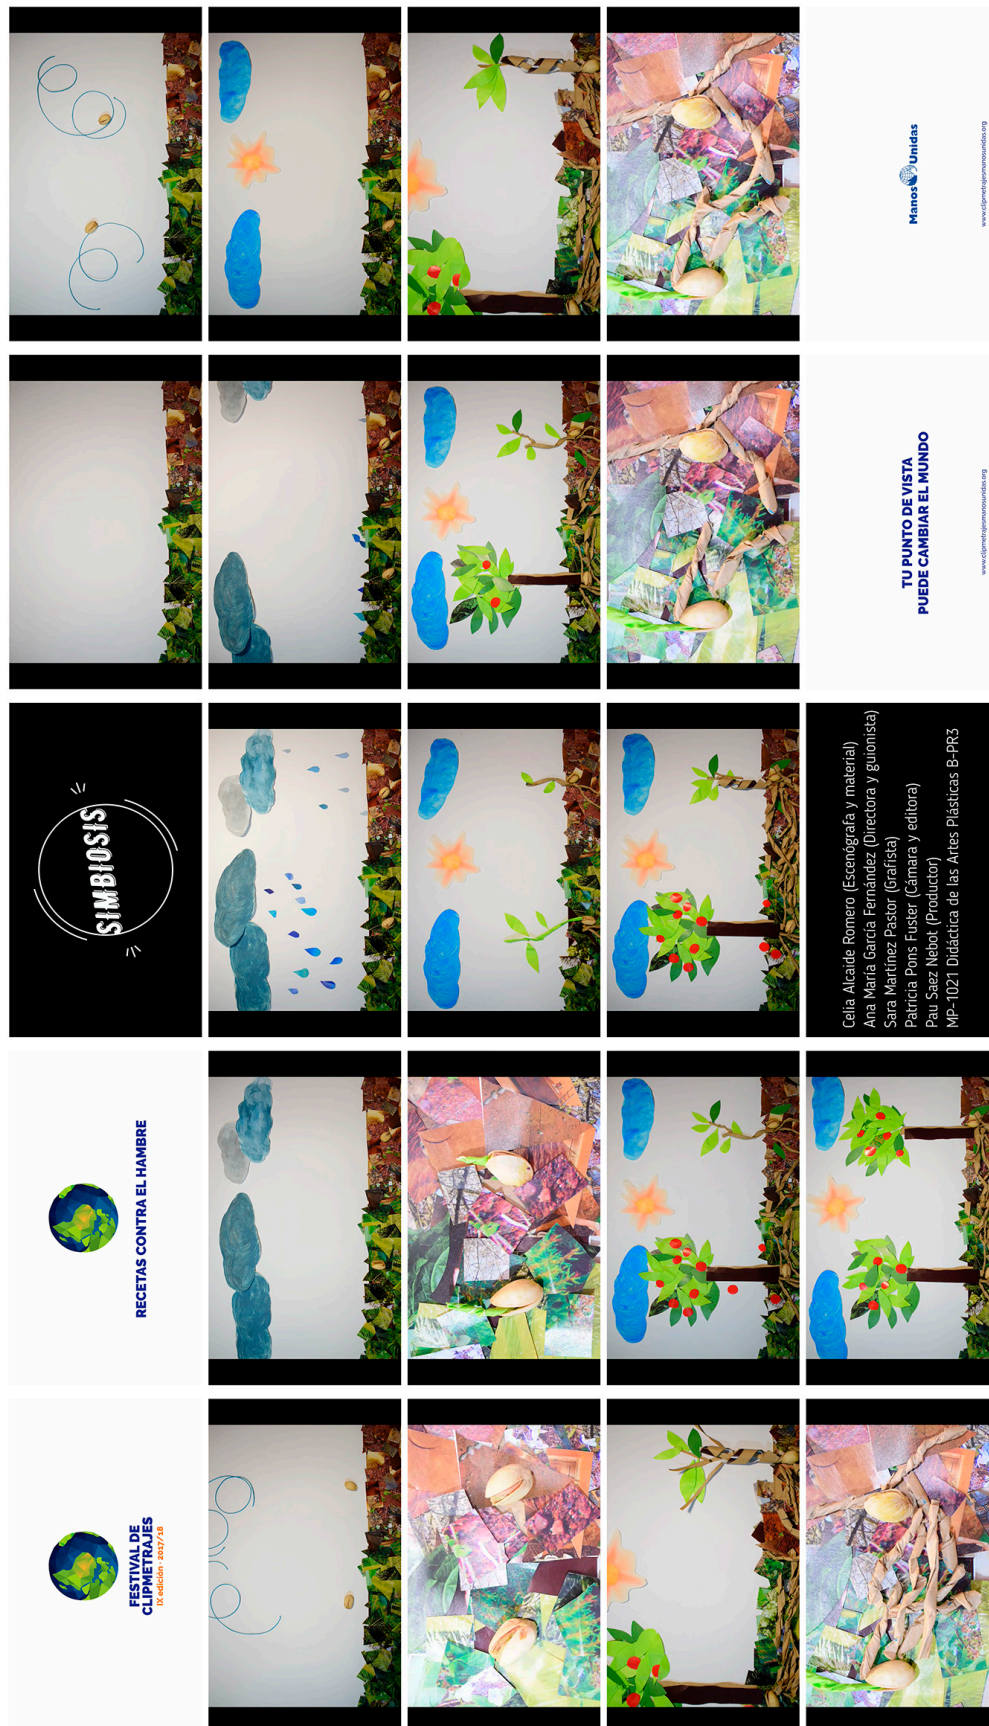 FESTIVAL DE
CLIPMETRAJES
IX edición · 2017/18
RECETAS CONTRA EL HAMBRE
SIMBIOSIS
Celia Alcaide Romero (Escenógrafa y material)
Ana María García Fernández (Directora y guionista)
Sara Martínez Pastor (Grafista)
Patricia Pons Fuster (Cámara y editora)
Pau Saez Nebot (Productor)
MP-1021 Didáctica de las Artes Plásticas B-PR3
TU PUNTO DE VISTA
PUEDE CAMBIAR EL MUNDO
www.clipmetrajesmanosunidas.org
Manos Unidas
www.clipmetrajesmanosunidas.org